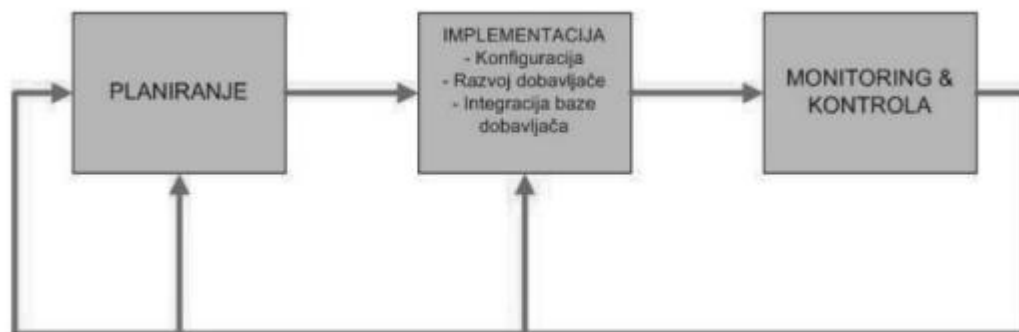 PLANIRANJE
IMPLEMENTACIJA
- Konfiguracija
- Razvoj dobavljače
- Integracija baze
dobavljača
MONITORING &
KONTROLA